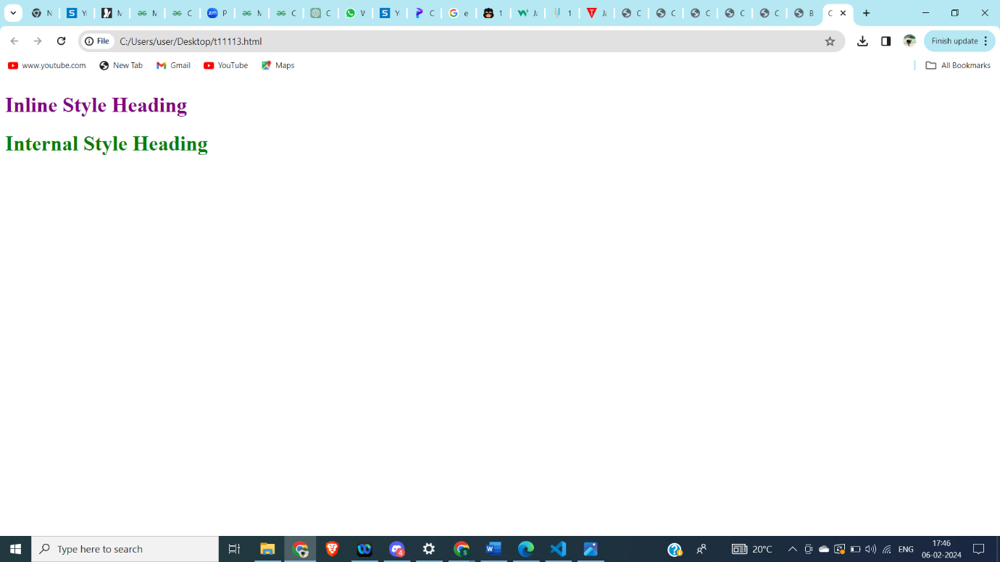 N
Y
M
M
C
P
M
C
C
W
Y
C
e
1
J
1
J
C
C
C
C
C
B
C
File C:/Users/user/Desktop/t11113.html Finish update
www.youtube.com New Tab Gmail YouTube Maps All Bookmarks
Inline Style Heading
Internal Style Heading
Type here to search 4 S 20°C ENG 17:46
06-02-2024